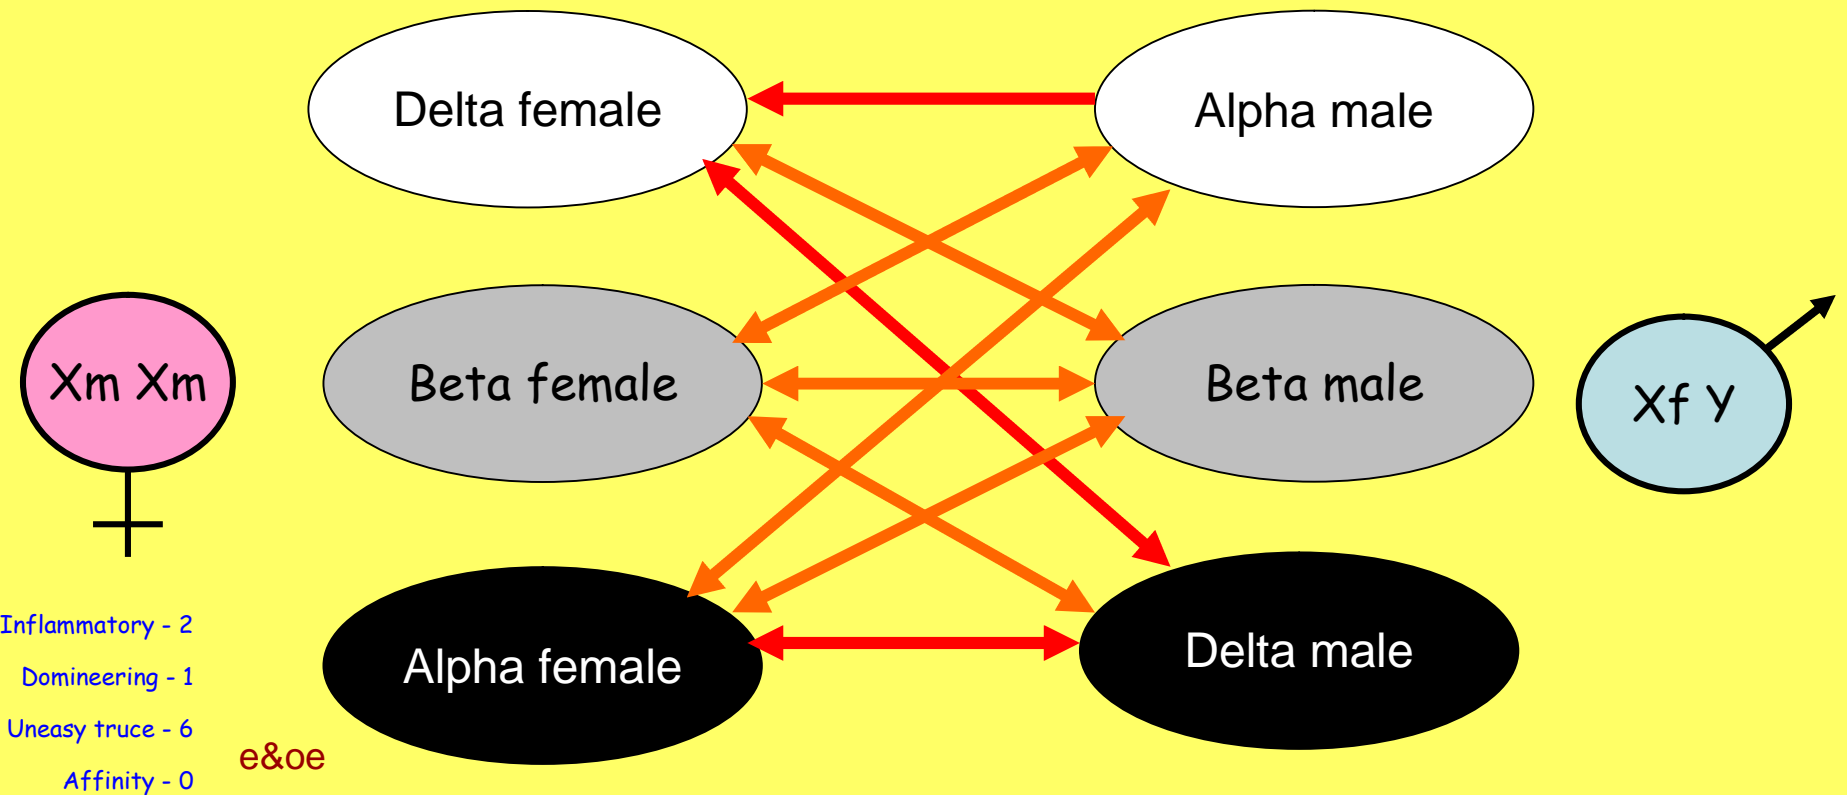 Delta female
Alpha male
Xm Xm
Beta female
Beta male
Xf Y
Inflammatory - 2
Domineering - 1
Uneasy truce - 6
Affinity - 0
e&oe
Alpha female
Delta male